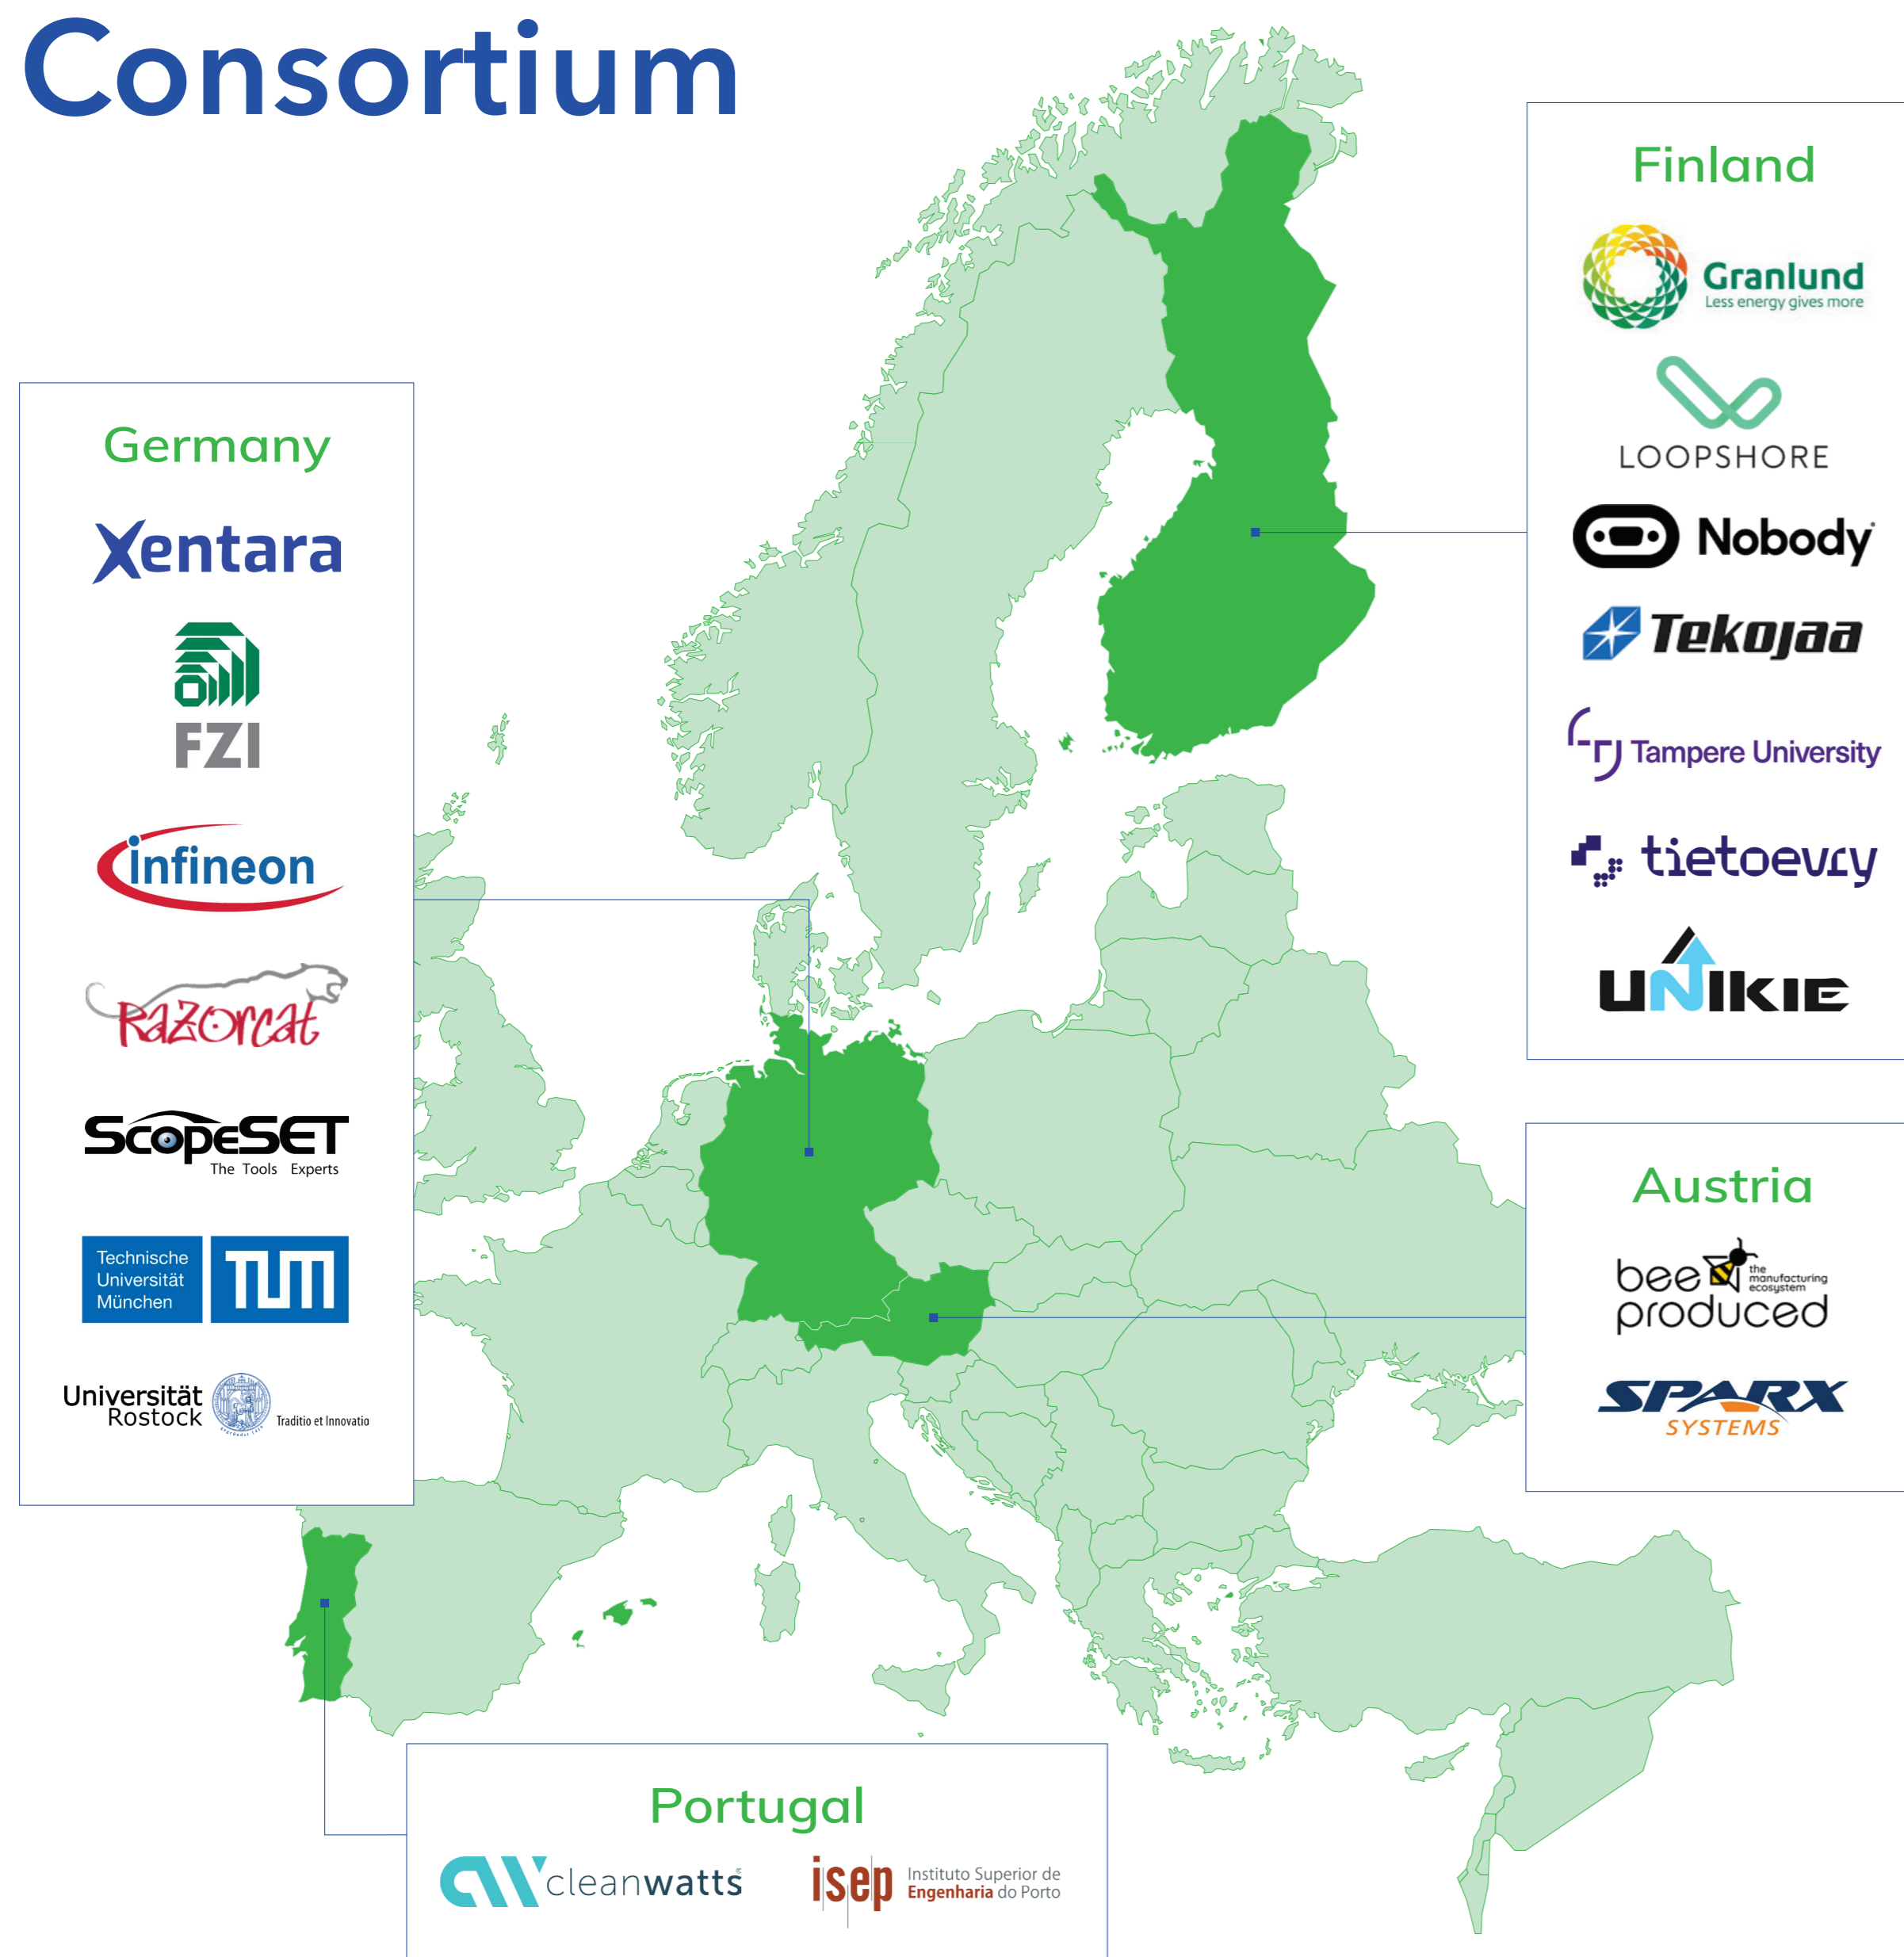 Consortium
Germany
Xentara
FZI
infineon
RAZORCAT
ScopeSET
The Tools Experts
Technische
Universität
München
TUM
Universität
Rostock
Traditio et Innovatio
Finland
Granlund
Less energy gives more
LOOPSHORE
Nobody
Tekojaa
Tampere University
tietoevry
UNIKIE
Austria
bee the manufacturing ecosystem
produced
SPARX
SYSTEMS
Portugal
cleanwatts
isep
Instituto Superior de
Engenharia do Porto